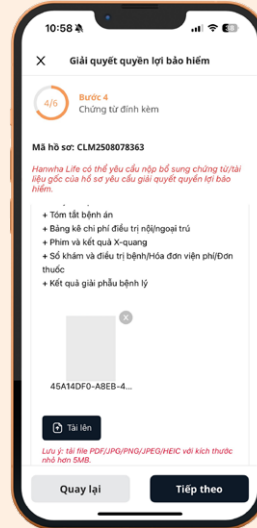 10:58
Giải quyết quyền lợi bảo hiểm
4/6
Bước 4
Chứng từ đính kèm
Mã hồ sơ: CLM2508078363
Hanwha Life có thể yêu cầu nộp bổ sung chứng từ/tài
liệu gốc của hồ sơ yêu cầu giải quyết quyền lợi bảo
hiểm.
+ Tóm tắt bệnh án
+ Bảng kê chi phí điều trị nội/ngoại trú
+ Phim và kết quả X-quang
+ Sổ khám và điều trị bệnh/Hóa đơn viện phí/Đơn
thuốc
+ Kết quả giải phẫu bệnh lý
45A14DF0-A8EB-4...
Tải lên
Lưu ý: tải file PDF/JPG/PNG/JPEG/HEIC với kích thước
nhỏ hơn 5MB.
Quay lại
Tiếp theo